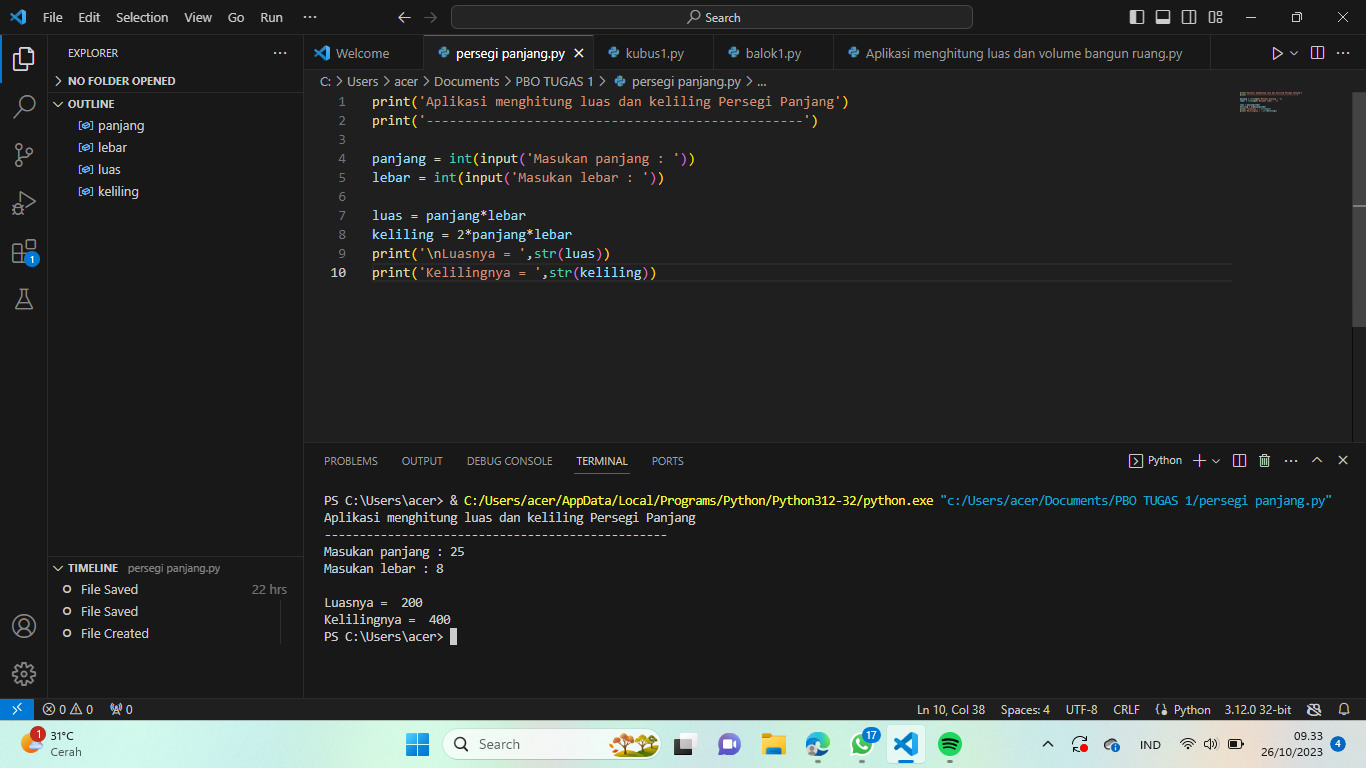 File Edit Selection View Go Run ··· Search
EXPLORER ···
NO FOLDER OPENED
OUTLINE
panjang
lebar
luas
keliling
TIMELINE persegi panjang.py
File Saved 22 hrs
File Saved
File Created
Welcome persegi panjang.py kubus1.py balok1.py Aplikasi menghitung luas dan volume bangun ruang.py
C: > Users > acer > Documents > PBO TUGAS 1 > persegi panjang.py > ...
1 print('Aplikasi menghitung luas dan keliling Persegi Panjang')
2 print('-------------------------------------------------')
3
4 panjang = int(input('Masukan panjang : '))
5 lebar = int(input('Masukan lebar : '))
6
7 luas = panjang*lebar
8 keliling = 2*panjang*lebar
9 print('\nLuasnya = ',str(luas))
10 print('Kelilingnya = ',str(keliling))
PROBLEMS OUTPUT DEBUG CONSOLE TERMINAL PORTS Python
PS C:\Users\acer> & C:/Users/acer/AppData/Local/Programs/Python/Python312-32/python.exe "c:/Users/acer/Documents/PBO TUGAS 1/persegi panjang.py"
Aplikasi menghitung luas dan keliling Persegi Panjang
-------------------------------------------------
Masukan panjang : 25
Masukan lebar : 8
Luasnya =  200
Kelilingnya =  400
PS C:\Users\acer>
1
0 0 0 Ln 10, Col 38 Spaces: 4 UTF-8 CRLF Python 3.12.0 32-bit
1 31°C
Cerah
Search 17 IND
09.33
26/10/2023 4